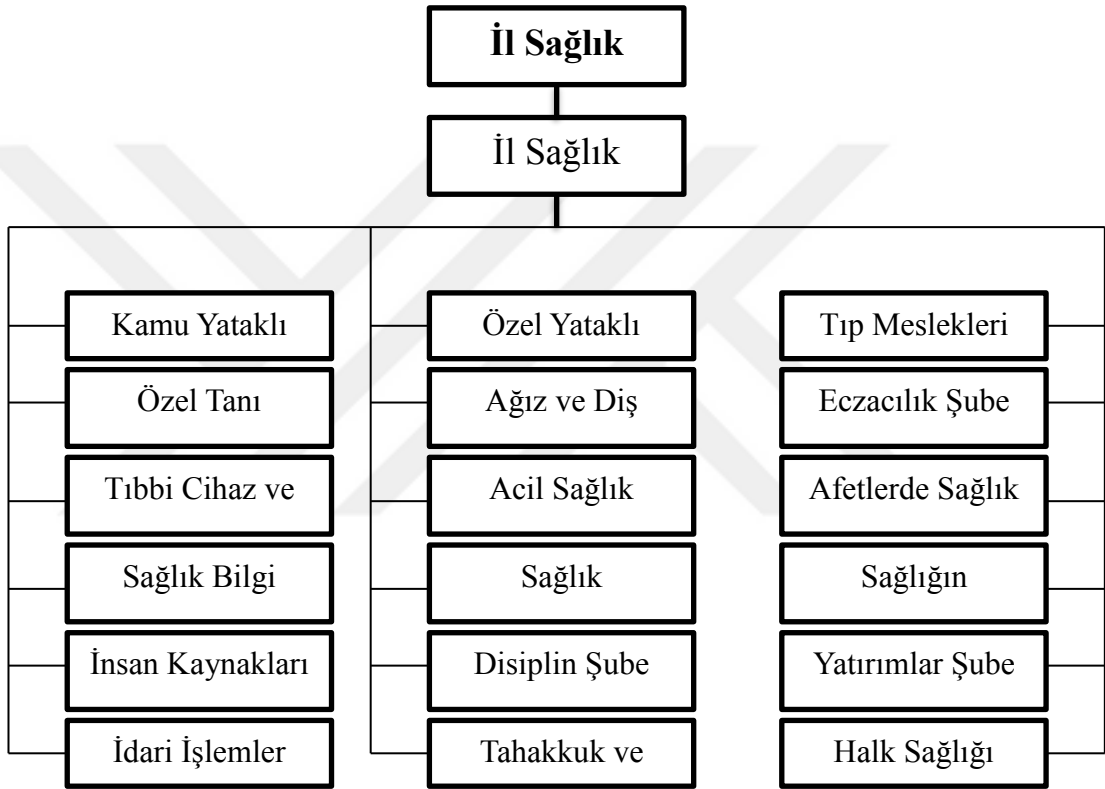 İl Sağlık
İl Sağlık
Kamu Yataklı
Özel Yataklı
Tıp Meslekleri
Özel Tanı
Ağız ve Diş
Eczacılık Şube
Tıbbi Cihaz ve
Acil Sağlık
Afetlerde Sağlık
Sağlık Bilgi
Sağlık
Sağlığın
İnsan Kaynakları
Disiplin Şube
Yatırımlar Şube
İdari İşlemler
Tahakkuk ve
Halk Sağlığı